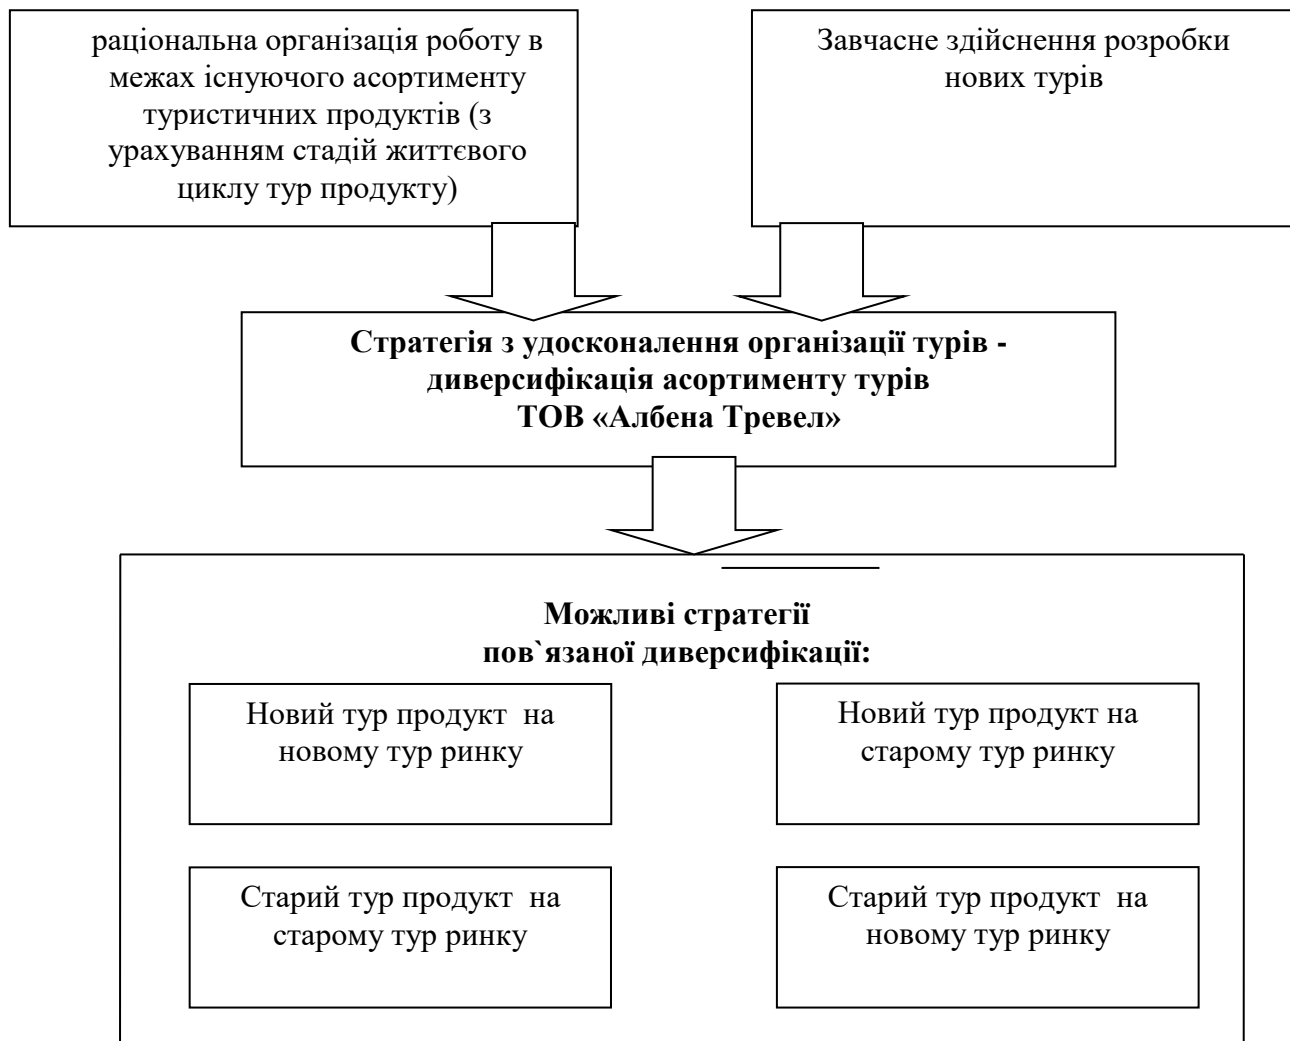 раціональна організація роботу в
межах існуючого асортименту
туристичних продуктів (з
урахуванням стадій життєвого
циклу тур продукту)
Завчасне здійснення розробки
нових турів
Стратегія з удосконалення організації турів -
диверсифікація асортименту турів
ТОВ «Албена Тревел»
Можливі стратегії
пов`язаної диверсифікації:
Новий тур продукт  на
новому тур ринку
Новий тур продукт на
старому тур ринку
Старий тур продукт  на
старому тур ринку
Старий тур продукт  на
новому тур ринку